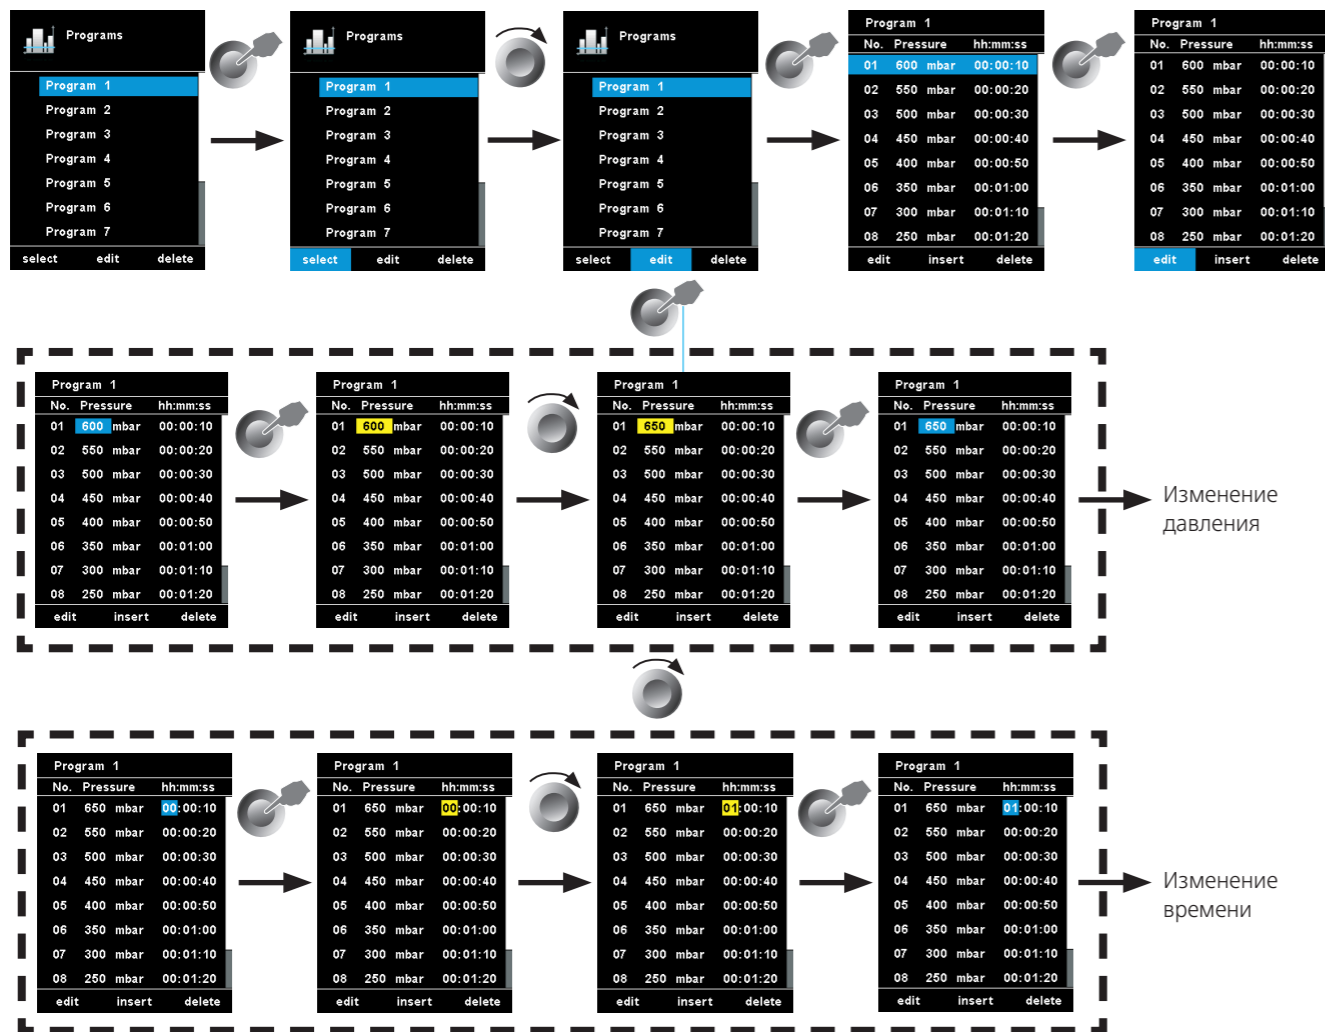 Programs
Program 1
Program 2
Program 3
Program 4
Program 5
Program 6
Program 7
select edit delete
Programs
Program 1
Program 2
Program 3
Program 4
Program 5
Program 6
Program 7
select edit delete
Programs
Program 1
Program 2
Program 3
Program 4
Program 5
Program 6
Program 7
select edit delete
Program 1
No. Pressure hh:mm:ss
01 600 mbar 00:00:10
02 550 mbar 00:00:20
03 500 mbar 00:00:30
04 450 mbar 00:00:40
05 400 mbar 00:00:50
06 350 mbar 00:01:00
07 300 mbar 00:01:10
08 250 mbar 00:01:20
edit insert delete
Program 1
No. Pressure hh:mm:ss
01 600 mbar 00:00:10
02 550 mbar 00:00:20
03 500 mbar 00:00:30
04 450 mbar 00:00:40
05 400 mbar 00:00:50
06 350 mbar 00:01:00
07 300 mbar 00:01:10
08 250 mbar 00:01:20
edit insert delete
Program 1
No. Pressure hh:mm:ss
01 600 mbar 00:00:10
02 550 mbar 00:00:20
03 500 mbar 00:00:30
04 450 mbar 00:00:40
05 400 mbar 00:00:50
06 350 mbar 00:01:00
07 300 mbar 00:01:10
08 250 mbar 00:01:20
edit insert delete
Program 1
No. Pressure hh:mm:ss
01 600 mbar 00:00:10
02 550 mbar 00:00:20
03 500 mbar 00:00:30
04 450 mbar 00:00:40
05 400 mbar 00:00:50
06 350 mbar 00:01:00
07 300 mbar 00:01:10
08 250 mbar 00:01:20
edit insert delete
Program 1
No. Pressure hh:mm:ss
01 650 mbar 00:00:10
02 550 mbar 00:00:20
03 500 mbar 00:00:30
04 450 mbar 00:00:40
05 400 mbar 00:00:50
06 350 mbar 00:01:00
07 300 mbar 00:01:10
08 250 mbar 00:01:20
edit insert delete
Program 1
No. Pressure hh:mm:ss
01 650 mbar 00:00:10
02 550 mbar 00:00:20
03 500 mbar 00:00:30
04 450 mbar 00:00:40
05 400 mbar 00:00:50
06 350 mbar 00:01:00
07 300 mbar 00:01:10
08 250 mbar 00:01:20
edit insert delete
Изменение
давления
Program 1
No. Pressure hh:mm:ss
01 650 mbar 00:00:10
02 550 mbar 00:00:20
03 500 mbar 00:00:30
04 450 mbar 00:00:40
05 400 mbar 00:00:50
06 350 mbar 00:01:00
07 300 mbar 00:01:10
08 250 mbar 00:01:20
edit insert delete
Program 1
No. Pressure hh:mm:ss
01 650 mbar 00:00:10
02 550 mbar 00:00:20
03 500 mbar 00:00:30
04 450 mbar 00:00:40
05 400 mbar 00:00:50
06 350 mbar 00:01:00
07 300 mbar 00:01:10
08 250 mbar 00:01:20
edit insert delete
Program 1
No. Pressure hh:mm:ss
01 650 mbar 01:00:10
02 550 mbar 00:00:20
03 500 mbar 00:00:30
04 450 mbar 00:00:40
05 400 mbar 00:00:50
06 350 mbar 00:01:00
07 300 mbar 00:01:10
08 250 mbar 00:01:20
edit insert delete
Program 1
No. Pressure hh:mm:ss
01 650 mbar 01:00:10
02 550 mbar 00:00:20
03 500 mbar 00:00:30
04 450 mbar 00:00:40
05 400 mbar 00:00:50
06 350 mbar 00:01:00
07 300 mbar 00:01:10
08 250 mbar 00:01:20
edit insert delete
Изменение
времени